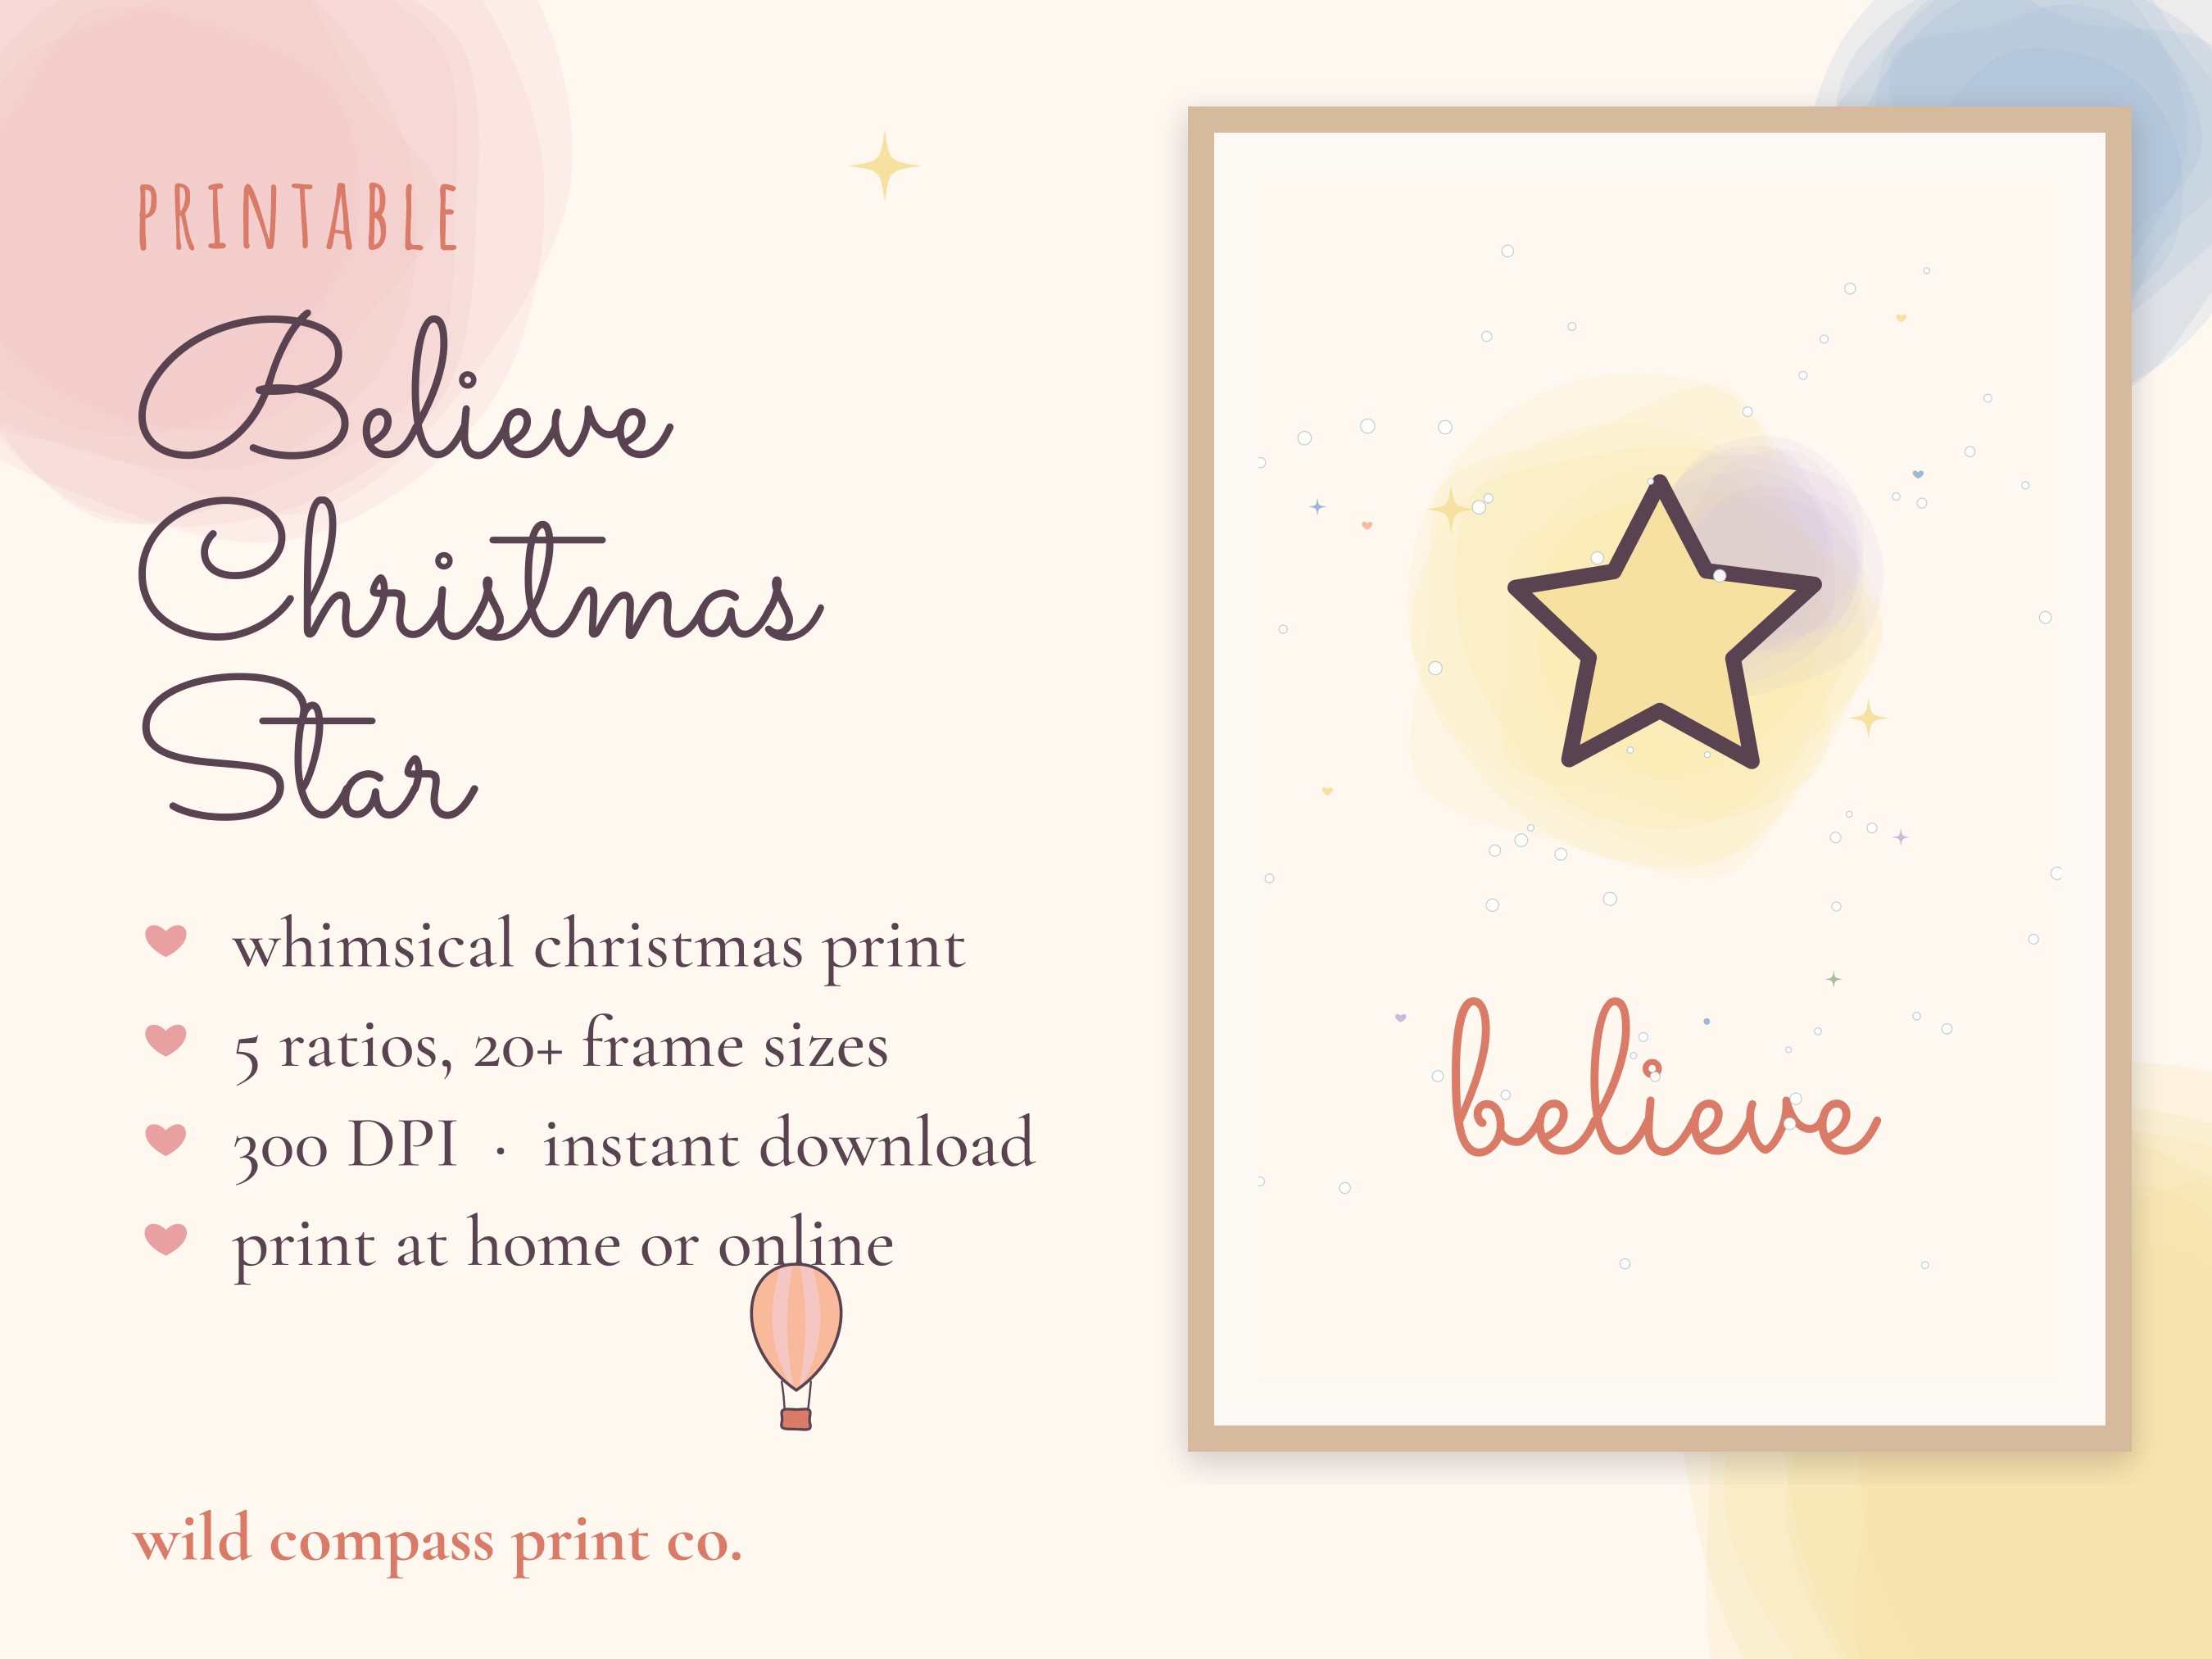 PRINTABLE
Believe
Christmas
Star
whimsical christmas print
5 ratios, 20+ frame sizes
300 DPI · instant download
print at home or online
wild compass print co.
believe